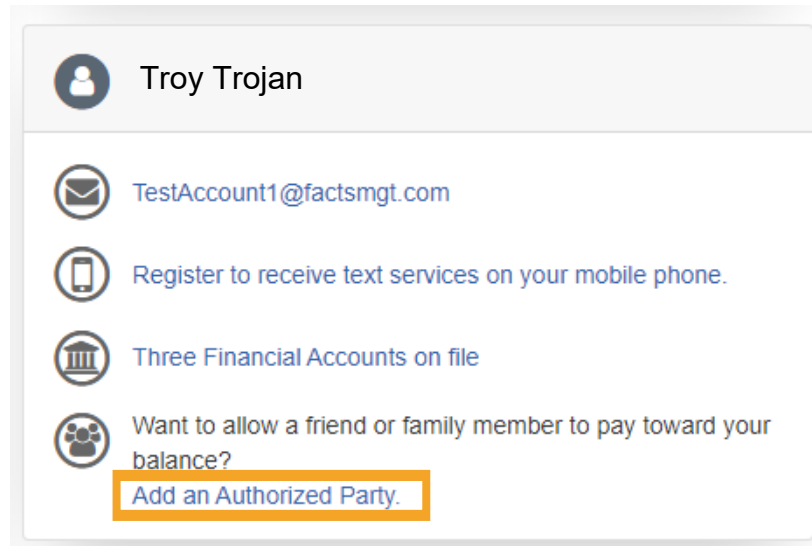 Troy Trojan
TestAccount1@factsmgt.com
Register to receive text services on your mobile phone.
Three Financial Accounts on file
Want to allow a friend or family member to pay toward your
balance?
Add an Authorized Party.